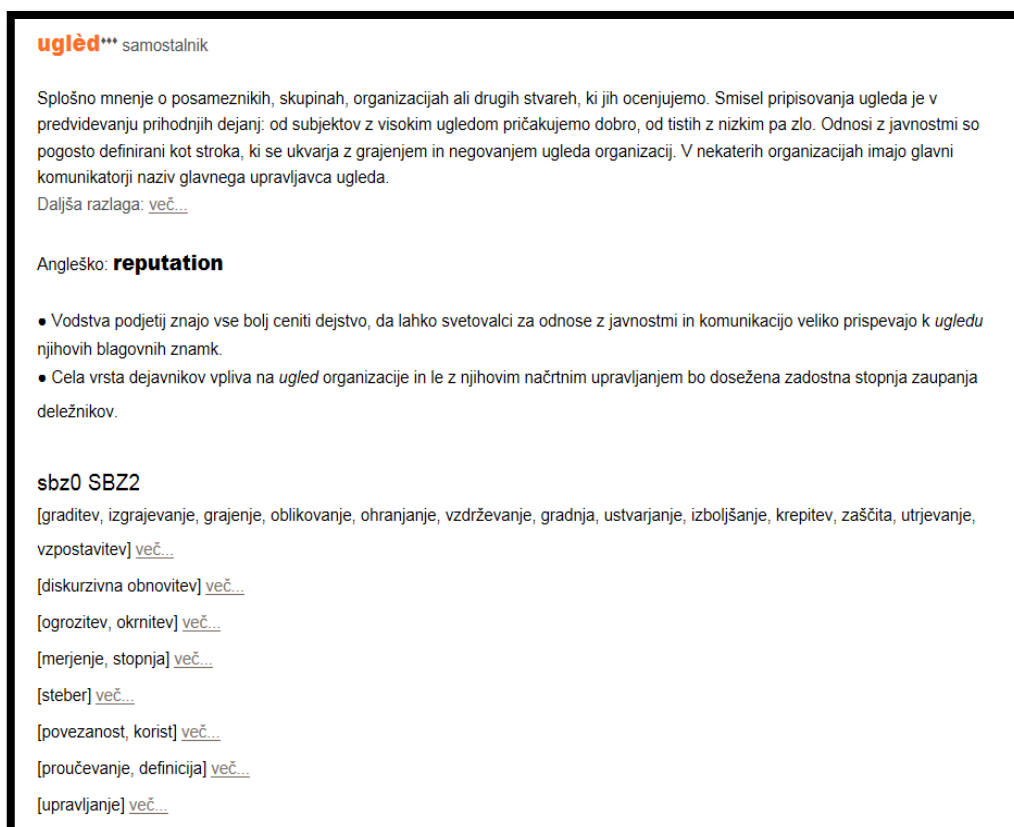 uglèd♦♦♦ samostalnik
Splošno mnenje o posameznikih, skupinah, organizacijah ali drugih stvareh, ki jih ocenjujemo. Smisel pripisovanja ugleda je v
predvidevanju prihodnjih dejanj: od subjektov z visokim ugledom pričakujemo dobro, od tistih z nizkim pa zlo. Odnosi z javnostmi so
pogosto definirani kot stroka, ki se ukvarja z grajenjem in negovanjem ugleda organizacij. V nekaterih organizacijah imajo glavni
komunikatorji naziv glavnega upravljavca ugleda.
Daljša razlaga: več...
Angleško: reputation
● Vodstva podjetij znajo vse bolj ceniti dejstvo, da lahko svetovalci za odnose z javnostmi in komunikacijo veliko prispevajo k ugledu
njihovih blagovnih znamk.
● Cela vrsta dejavnikov vpliva na ugled organizacije in le z njihovim načrtnim upravljanjem bo dosežena zadostna stopnja zaupanja
deležnikov.
sbz0 SBZ2
[graditev, izgrajevanje, grajenje, oblikovanje, ohranjanje, vzdrževanje, gradnja, ustvarjanje, izboljšanje, krepitev, zaščita, utrjevanje,
vzpostavitev] več...
[diskurzivna obnovitev] več...
[ogrozitev, okrnitev] več...
[merjenje, stopnja] več...
[steber] več...
[povezanost, korist] več...
[proučevanje, definicija] več...
[upravljanje] več...